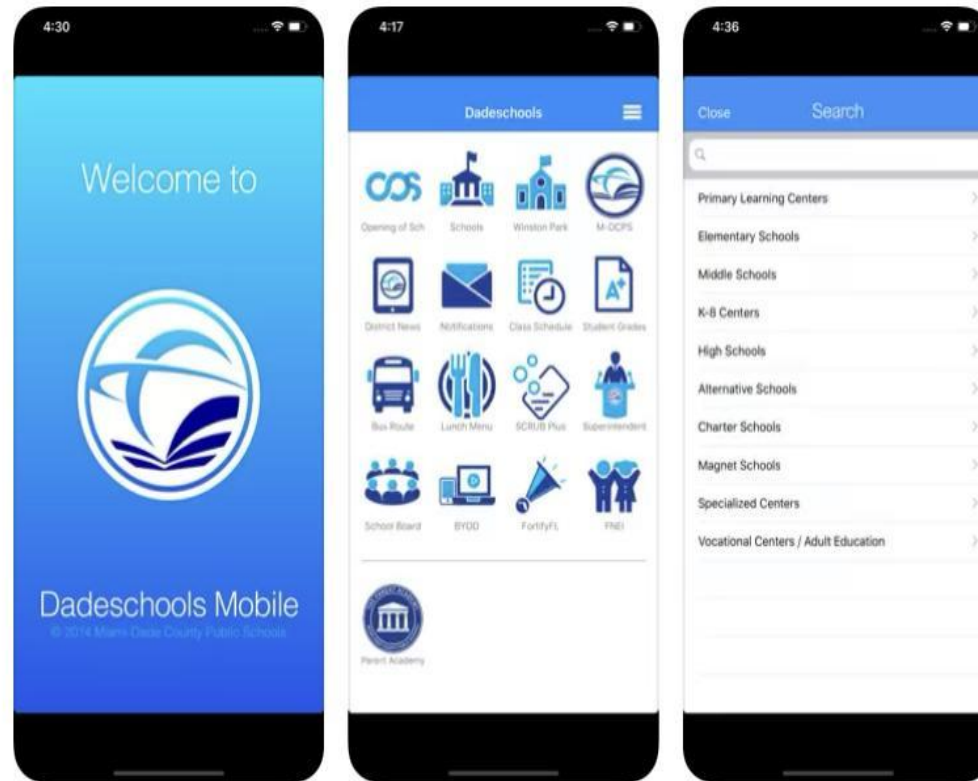 4:30
Welcome to
Dadeschools Mobile
© 2014 Miami-Dade County Public Schools
4:17
Dadeschools
OOS
Opening of Sch
Schools
Winston Park
M-DCPS
District News
Notifications
Class Schedule
A+
Student Grades
Bus Route
Lunch Menu
SCRUB Plus
Superintendent
School Board
BYOD
FortifyFL
FNEI
Parent Academy
4:36
Close
Search
Primary Learning Centers
Elementary Schools
Middle Schools
K-8 Centers
High Schools
Alternative Schools
Charter Schools
Magnet Schools
Specialized Centers
Vocational Centers / Adult Education